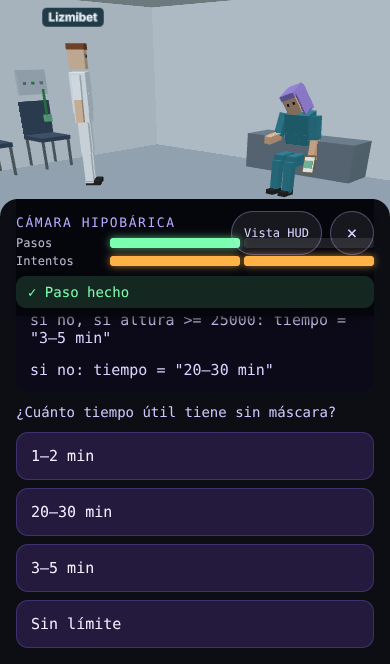 Lizmibet
CÁMARA HIPOBÁRICA
Vista HUD
×
Pasos
Intentos
✓ Paso hecho
si no, si altura >= 25000: tiempo =
"3–5 min"
si no: tiempo = "20–30 min"
¿Cuánto tiempo útil tiene sin máscara?
1–2 min
20–30 min
3–5 min
Sin límite